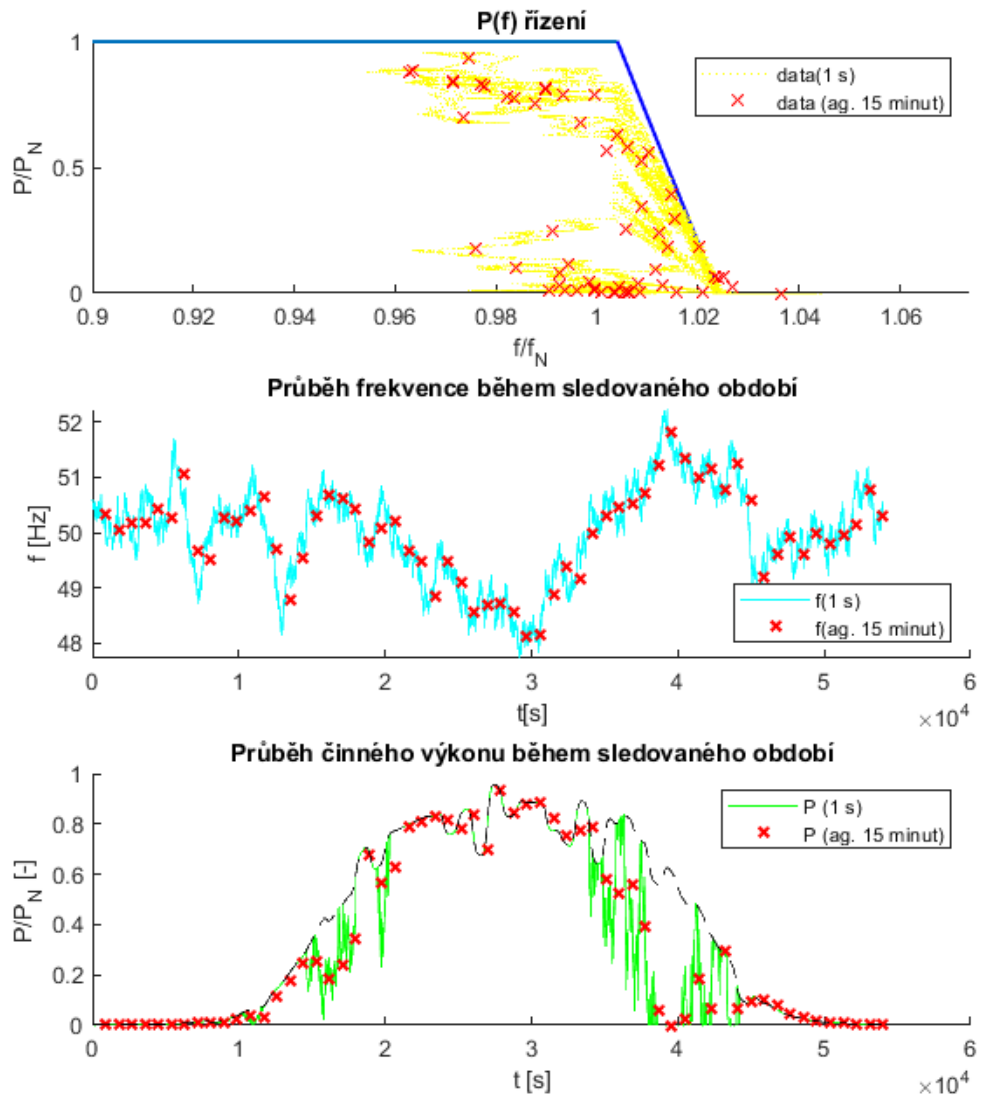 P(f) řízení
1
0.5
0
P/P_N
data(1 s)
data (ag. 15 minut)
0.9 0.92 0.94 0.96 0.98 1 1.02 1.04 1.06
f/f_N
Průběh frekvence během sledovaného období
52
51
50
49
48
f [Hz]
f(1 s)
f(ag. 15 minut)
0 1 2 3 4 5 6
t[s]
×10^4
Průběh činného výkonu během sledovaného období
1
0.8
0.6
0.4
0.2
0
P/P_N [-]
P (1 s)
P (ag. 15 minut)
0 1 2 3 4 5 6
t [s]
×10^4